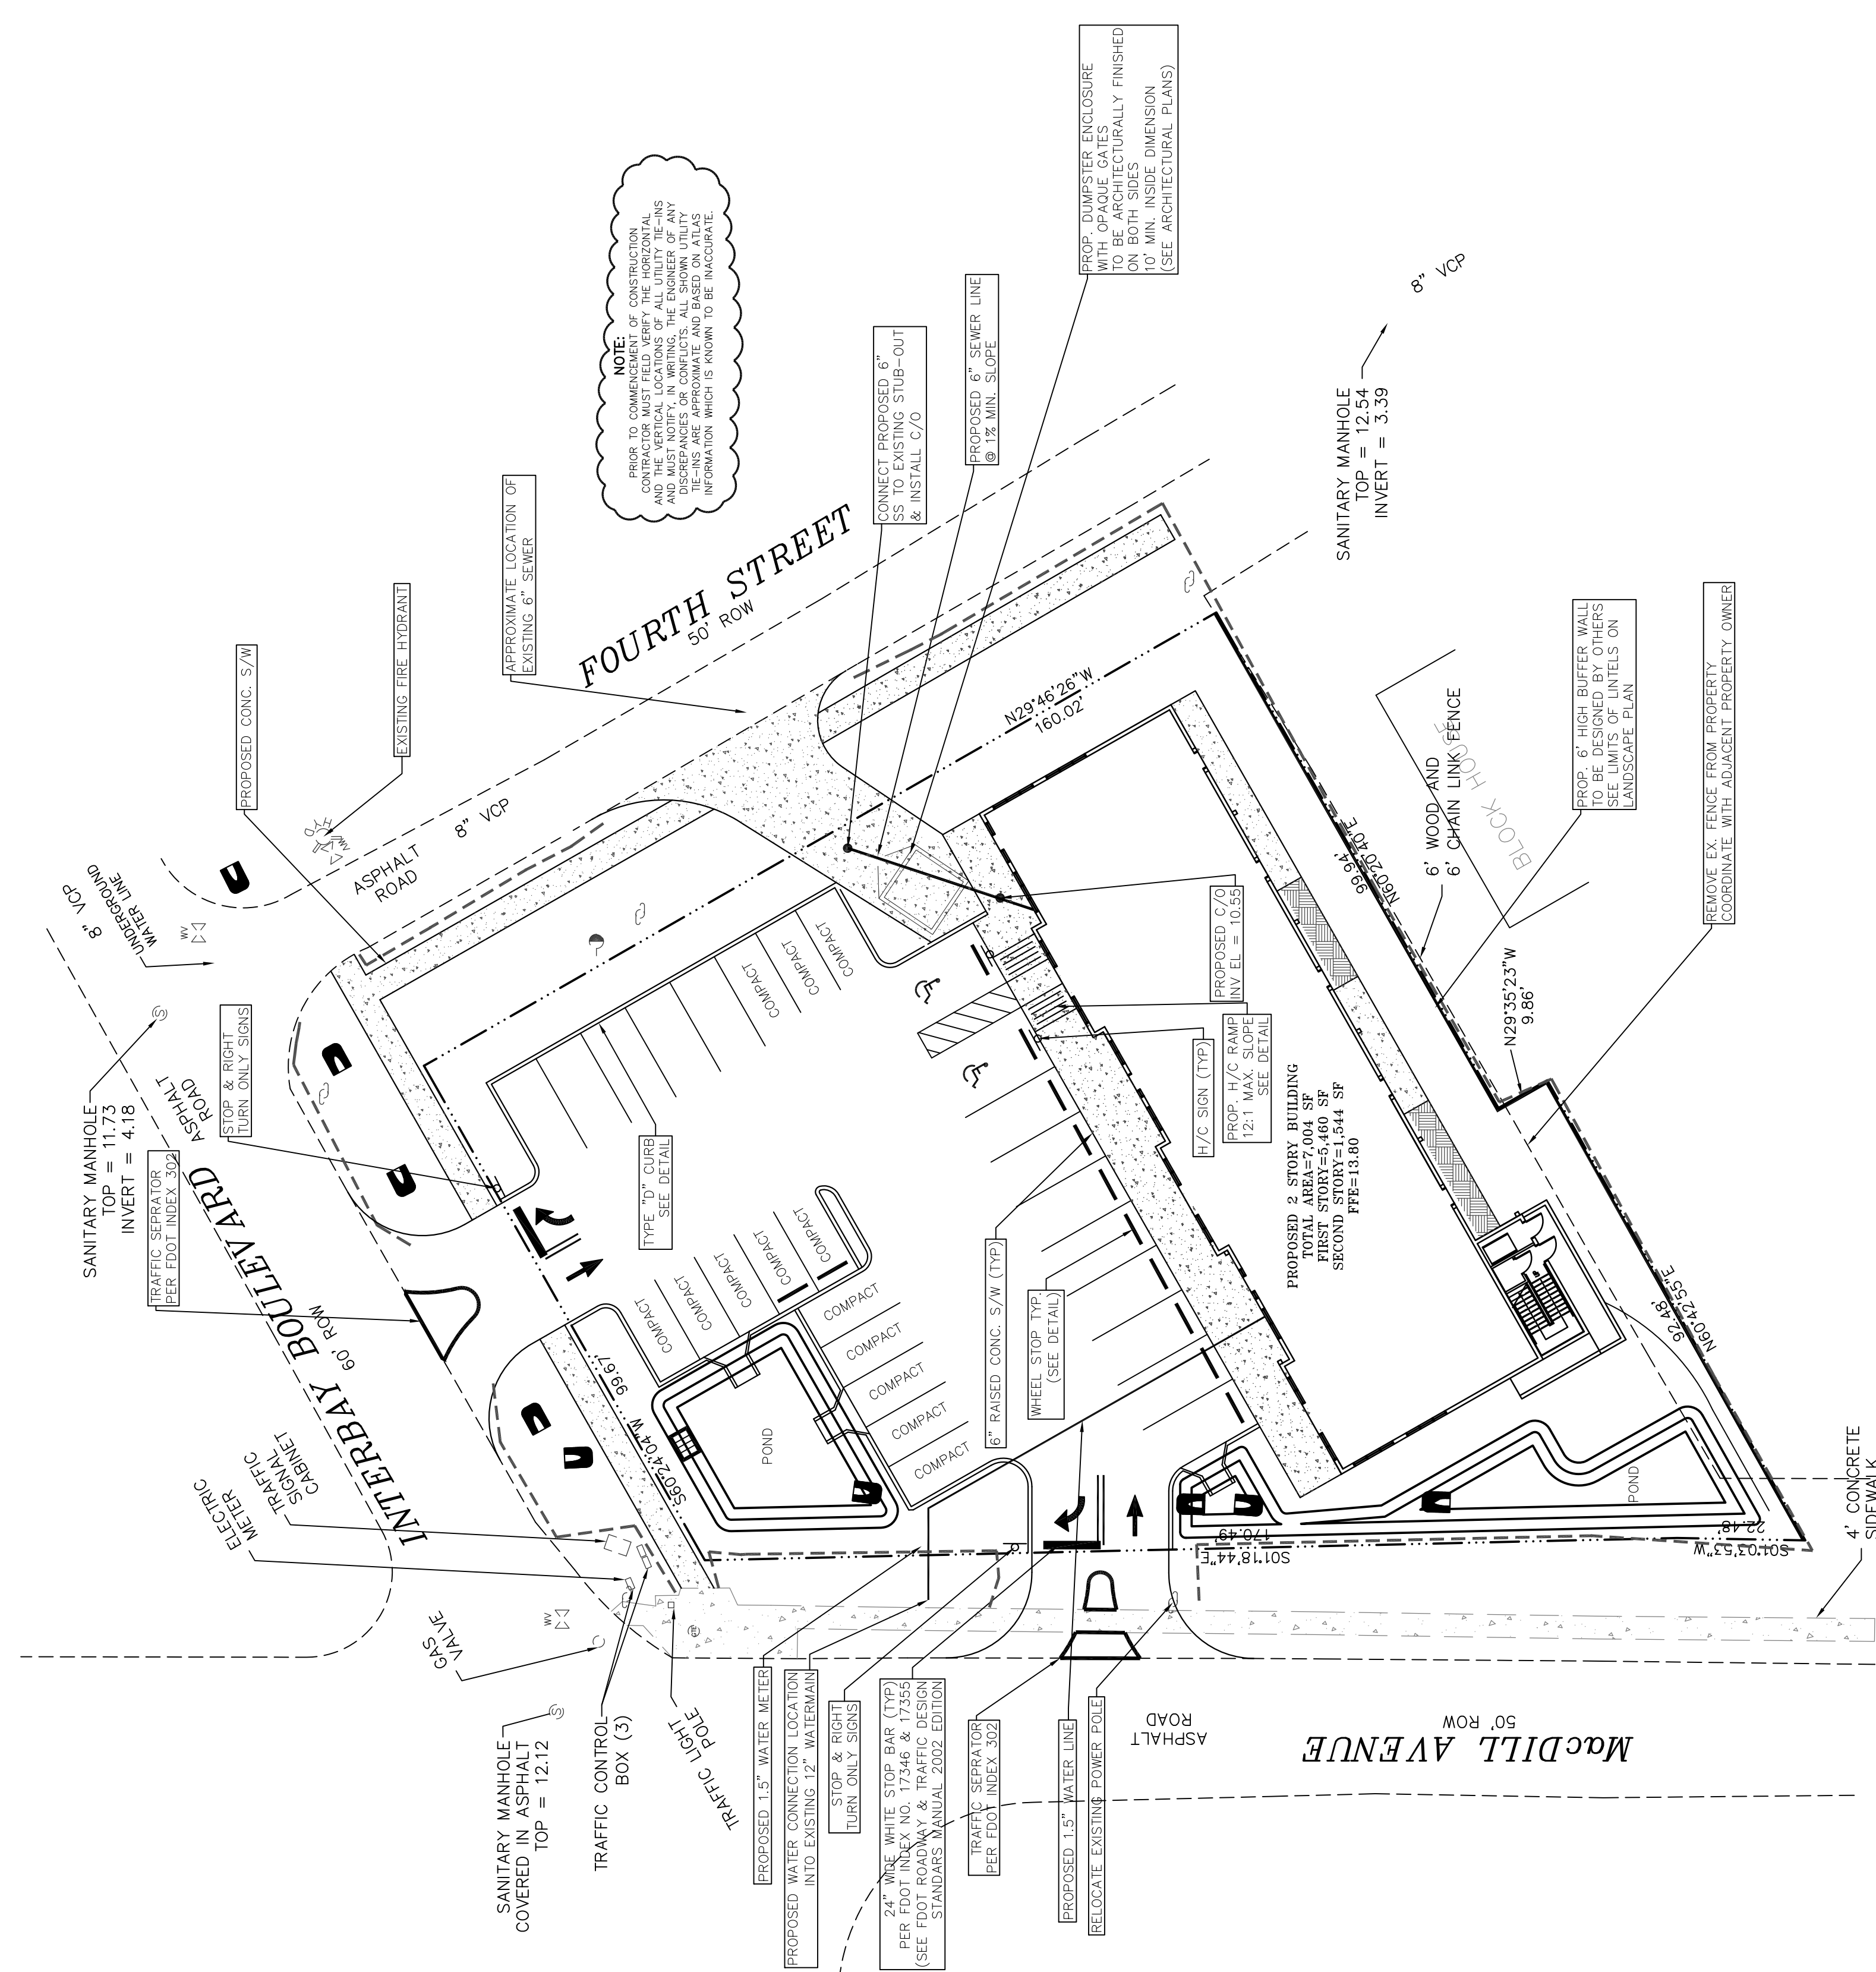 NOTE:
PRIOR TO COMMENCEMENT OF CONSTRUCTION
CONTRACTOR MUST FIELD VERIFY THE HORIZONTAL
AND THE VERTICAL LOCATIONS OF ALL UTILITY TIE-INS
AND MUST NOTIFY, IN WRITING, THE ENGINEER OF ANY
DISCREPANCIES OR CONFLICTS. ALL SHOWN UTILITY
TIE-INS ARE APPROXIMATE AND BASED ON ATLAS
INFORMATION WHICH IS KNOWN TO BE INACCURATE.
PROP. DUMPSTER ENCLOSURE
WITH OPAQUE GATES
TO BE ARCHITECTURALLY FINISHED
ON BOTH SIDES
10' MIN. INSIDE DIMENSION
(SEE ARCHITECTURAL PLANS)
CONNECT PROPOSED 6"
SS TO EXISTING STUB-OUT
& INSTALL C/O
PROPOSED 6" SEWER LINE
@ 1% MIN. SLOPE
8" VCP
SANITARY MANHOLE
TOP = 12.54
INVERT = 3.39
APPROXIMATE LOCATION OF
EXISTING 6" SEWER
EXISTING FIRE HYDRANT
PROPOSED CONC. S/W
FOURTH STREET
50' ROW
N29°46'26"W
160.02'
8" VCP
ASPHALT
ROAD
HYD
WV
8" VCP
UNDERGROUND
WATER LINE
WV
SANITARY MANHOLE
TOP = 11.73
INVERT = 4.18
ASPHALT
ROAD
STOP & RIGHT
TURN ONLY SIGNS
TRAFFIC SEPRATOR
PER FDOT INDEX 302
INTERBAY BOULEVARD
60' ROW
TYPE "D" CURB
SEE DETAIL
COMPACT
COMPACT
COMPACT
COMPACT
PROPOSED C/O
INV EL = 10.55
H/C SIGN (TYP)
PROP. H/C RAMP
12:1 MAX. SLOPE
SEE DETAIL
PROPOSED 2 STORY BUILDING
TOTAL AREA=7,004 SF
FIRST STORY=5,460 SF
SECOND STORY=1,544 SF
FFE=13.80
99.94'
N60°20'40"E
6' WOOD AND
6' CHAIN LINK FENCE
BLOCK HOUSE
PROP. 6' HIGH BUFFER WALL
TO BE DESIGNED BY OTHERS
SEE LIMITS OF LINTELS ON
LANDSCAPE PLAN
REMOVE EX. FENCE FROM PROPERTY
COORDINATE WITH ADJACENT PROPERTY OWNER
N29°35'23"W
9.86'
92.48'
N60°42'55"E
COMPACT
COMPACT
COMPACT
COMPACT
COMPACT
COMPACT
COMPACT
COMPACT
COMPACT
COMPACT
POND
99.67'
S60°24'04"W
6" RAISED CONC. S/W (TYP)
WHEEL STOP TYP.
(SEE DETAIL)
POND
170.49'
S01°18'44"E
22.48'
S01°03'53"W
4' CONCRETE
SIDEWALK
ELECTRIC
METER
TRAFFIC
SIGNAL
CABINET
GAS
VALVE
WV
SANITARY MANHOLE
COVERED IN ASPHALT
TOP = 12.12
TRAFFIC CONTROL
BOX (3)
TRAFFIC LIGHT
POLE
PROPOSED 1.5" WATER METER
PROPOSED WATER CONNECTION LOCATION
INTO EXISTING 12" WATERMAIN
STOP & RIGHT
TURN ONLY SIGNS
24" WIDE WHITE STOP BAR (TYP)
PER FDOT INDEX NO. 17346 & 17355
(SEE FDOT ROADWAY & TRAFFIC DESIGN
STANDARS MANUAL 2002 EDITION
TRAFFIC SEPRATOR
PER FDOT INDEX 302
PROPOSED 1.5" WATER LINE
RELOCATE EXISTING POWER POLE
ASPHALT
ROAD
50' ROW
MacDILL AVENUE